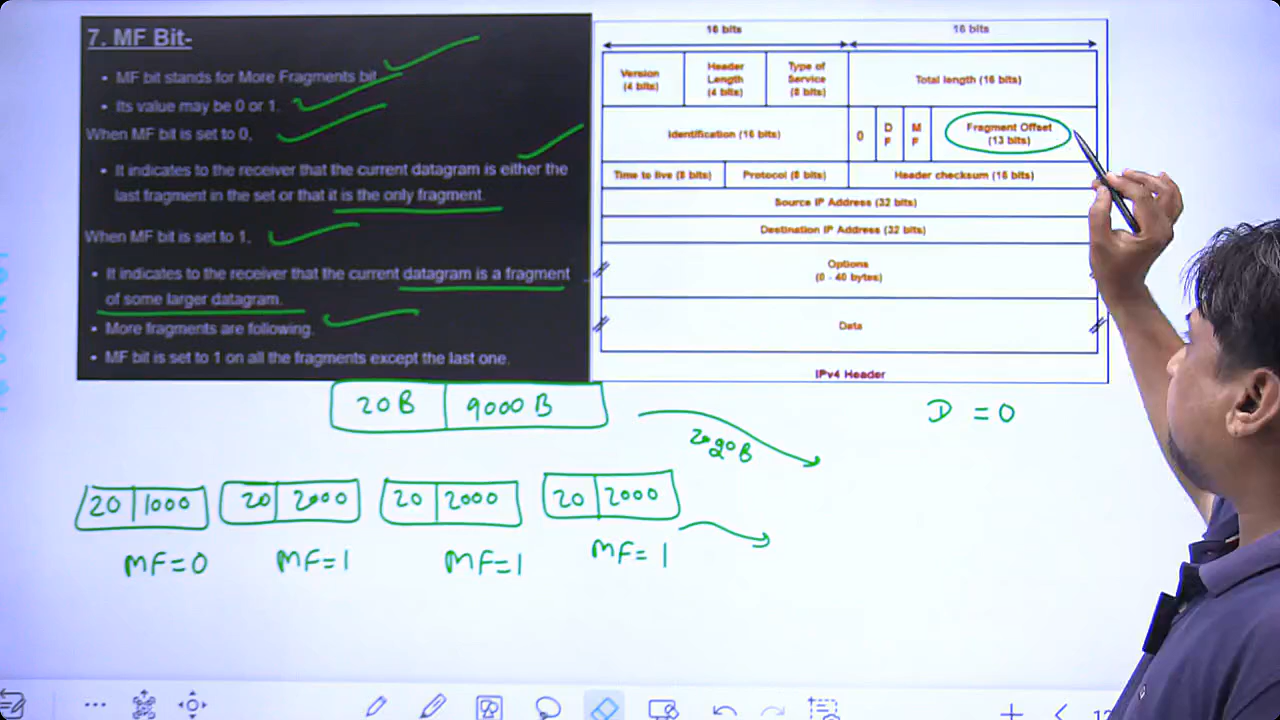 7. MF Bit-
• MF bit stands for More Fragments bit.
• Its value may be 0 or 1.
When MF bit is set to 0,
• It indicates to the receiver that the current datagram is either the
last fragment in the set or that it is the only fragment.
When MF bit is set to 1,
• It indicates to the receiver that the current datagram is a fragment
of some larger datagram.
• More fragments are following.
• MF bit is set to 1 on all the fragments except the last one.
16 bits 16 bits
Version
(4 bits)
Header
Length
(4 bits)
Type of
Service
(8 bits)
Total length (16 bits)
Identification (16 bits)
0
D
F
M
F
Fragment Offset
(13 bits)
Time to live (8 bits)
Protocol (8 bits)
Header checksum (16 bits)
Source IP Address (32 bits)
Destination IP Address (32 bits)
Options
(0 - 40 bytes)
Data
IPv4 Header
20B 9000 B
D = 0
20 1000 20 2000 20 2000 20 2000
MF=0 MF=1 MF=1 MF=1